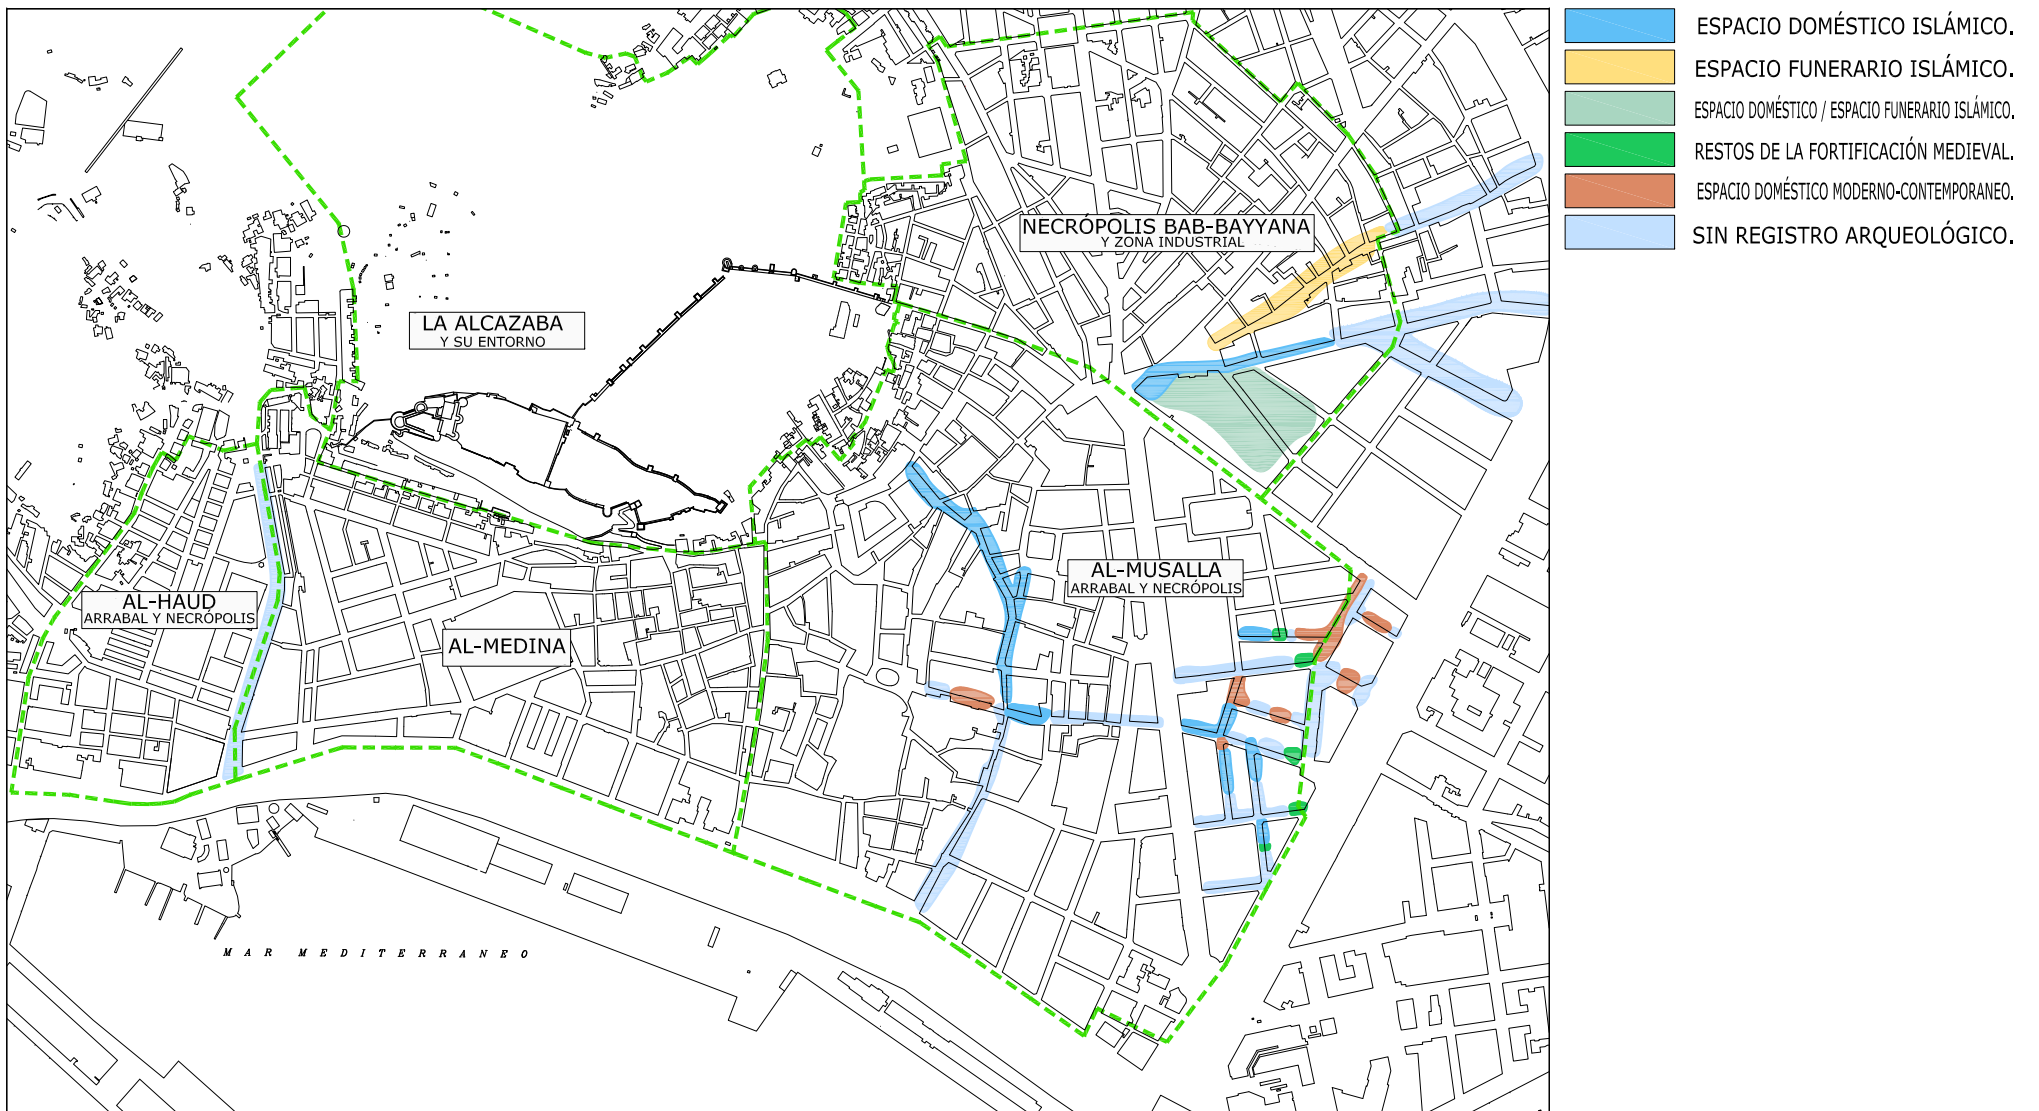 ESPACIO DOMÉSTICO ISLÁMICO.
ESPACIO FUNERARIO ISLÁMICO.
ESPACIO DOMÉSTICO / ESPACIO FUNERARIO ISLÁMICO.
RESTOS DE LA FORTIFICACIÓN MEDIEVAL.
ESPACIO DOMÉSTICO MODERNO-CONTEMPORANEO.
SIN REGISTRO ARQUEOLÓGICO.
NECRÓPOLIS BAB-BAYYANA
Y ZONA INDUSTRIAL
LA ALCAZABA
Y SU ENTORNO
AL-MUSALLA
ARRABAL Y NECRÓPOLIS
AL-HAUD
ARRABAL Y NECRÓPOLIS
AL-MEDINA
MAR MEDITERRANEO